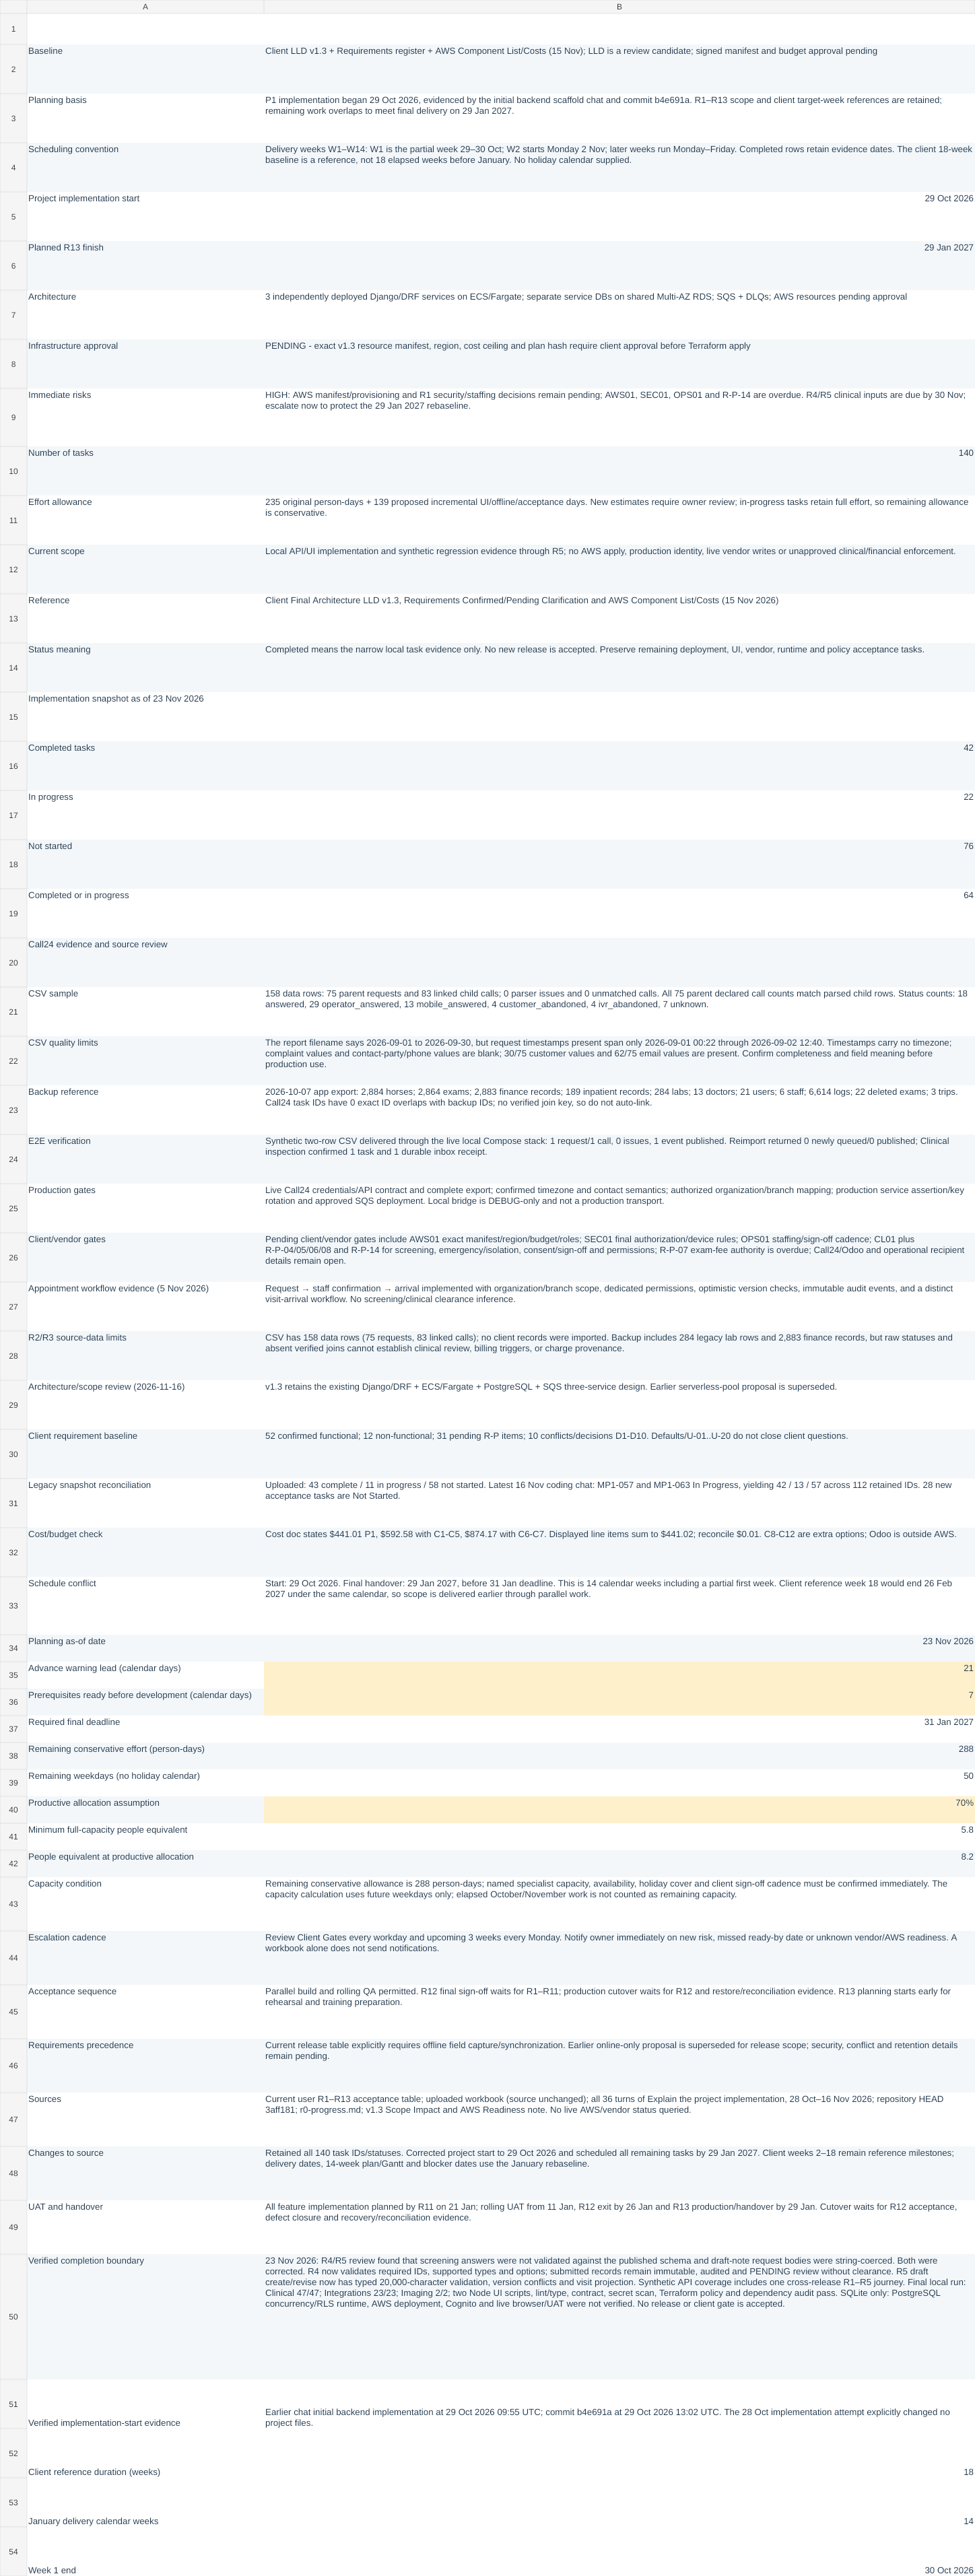 A B
1
2 Baseline Client LLD v1.3 + Requirements register + AWS Component List/Costs (15 Nov); LLD is a review candidate; signed manifest and budget approval pending
3 Planning basis P1 implementation began 29 Oct 2026, evidenced by the initial backend scaffold chat and commit b4e691a. R1–R13 scope and client target-week references are retained;
remaining work overlaps to meet final delivery on 29 Jan 2027.
4 Scheduling convention Delivery weeks W1–W14: W1 is the partial week 29–30 Oct; W2 starts Monday 2 Nov; later weeks run Monday–Friday. Completed rows retain evidence dates. The client 18-week
baseline is a reference, not 18 elapsed weeks before January. No holiday calendar supplied.
5 Project implementation start 29 Oct 2026
6 Planned R13 finish 29 Jan 2027
7 Architecture 3 independently deployed Django/DRF services on ECS/Fargate; separate service DBs on shared Multi-AZ RDS; SQS + DLQs; AWS resources pending approval
8 Infrastructure approval PENDING - exact v1.3 resource manifest, region, cost ceiling and plan hash require client approval before Terraform apply
9 Immediate risks HIGH: AWS manifest/provisioning and R1 security/staffing decisions remain pending; AWS01, SEC01, OPS01 and R-P-14 are overdue. R4/R5 clinical inputs are due by 30 Nov;
escalate now to protect the 29 Jan 2027 rebaseline.
10 Number of tasks 140
11 Effort allowance 235 original person-days + 139 proposed incremental UI/offline/acceptance days. New estimates require owner review; in-progress tasks retain full effort, so remaining allowance
is conservative.
12 Current scope Local API/UI implementation and synthetic regression evidence through R5; no AWS apply, production identity, live vendor writes or unapproved clinical/financial enforcement.
13 Reference Client Final Architecture LLD v1.3, Requirements Confirmed/Pending Clarification and AWS Component List/Costs (15 Nov 2026)
14 Status meaning Completed means the narrow local task evidence only. No new release is accepted. Preserve remaining deployment, UI, vendor, runtime and policy acceptance tasks.
15 Implementation snapshot as of 23 Nov 2026
16 Completed tasks 42
17 In progress 22
18 Not started 76
19 Completed or in progress 64
20 Call24 evidence and source review
21 CSV sample 158 data rows: 75 parent requests and 83 linked child calls; 0 parser issues and 0 unmatched calls. All 75 parent declared call counts match parsed child rows. Status counts: 18
answered, 29 operator_answered, 13 mobile_answered, 4 customer_abandoned, 4 ivr_abandoned, 7 unknown.
22 CSV quality limits The report filename says 2026-09-01 to 2026-09-30, but request timestamps present span only 2026-09-01 00:22 through 2026-09-02 12:40. Timestamps carry no timezone;
complaint values and contact-party/phone values are blank; 30/75 customer values and 62/75 email values are present. Confirm completeness and field meaning before
production use.
23 Backup reference 2026-10-07 app export: 2,884 horses; 2,864 exams; 2,883 finance records; 189 inpatient records; 284 labs; 13 doctors; 21 users; 6 staff; 6,614 logs; 22 deleted exams; 3 trips.
Call24 task IDs have 0 exact ID overlaps with backup IDs; no verified join key, so do not auto-link.
24 E2E verification Synthetic two-row CSV delivered through the live local Compose stack: 1 request/1 call, 0 issues, 1 event published. Reimport returned 0 newly queued/0 published; Clinical
inspection confirmed 1 task and 1 durable inbox receipt.
25 Production gates Live Call24 credentials/API contract and complete export; confirmed timezone and contact semantics; authorized organization/branch mapping; production service assertion/key
rotation and approved SQS deployment. Local bridge is DEBUG-only and not a production transport.
26 Client/vendor gates Pending client/vendor gates include AWS01 exact manifest/region/budget/roles; SEC01 final authorization/device rules; OPS01 staffing/sign-off cadence; CL01 plus
R-P-04/05/06/08 and R-P-14 for screening, emergency/isolation, consent/sign-off and permissions; R-P-07 exam-fee authority is overdue; Call24/Odoo and operational recipient
details remain open.
27 Appointment workflow evidence (5 Nov 2026) Request → staff confirmation → arrival implemented with organization/branch scope, dedicated permissions, optimistic version checks, immutable audit events, and a distinct
visit-arrival workflow. No screening/clinical clearance inference.
28 R2/R3 source-data limits CSV has 158 data rows (75 requests, 83 linked calls); no client records were imported. Backup includes 284 legacy lab rows and 2,883 finance records, but raw statuses and
absent verified joins cannot establish clinical review, billing triggers, or charge provenance.
29 Architecture/scope review (2026-11-16) v1.3 retains the existing Django/DRF + ECS/Fargate + PostgreSQL + SQS three-service design. Earlier serverless-pool proposal is superseded.
30 Client requirement baseline 52 confirmed functional; 12 non-functional; 31 pending R-P items; 10 conflicts/decisions D1-D10. Defaults/U-01..U-20 do not close client questions.
31 Legacy snapshot reconciliation Uploaded: 43 complete / 11 in progress / 58 not started. Latest 16 Nov coding chat: MP1-057 and MP1-063 In Progress, yielding 42 / 13 / 57 across 112 retained IDs. 28 new
acceptance tasks are Not Started.
32 Cost/budget check Cost doc states $441.01 P1, $592.58 with C1-C5, $874.17 with C6-C7. Displayed line items sum to $441.02; reconcile $0.01. C8-C12 are extra options; Odoo is outside AWS.
33 Schedule conflict Start: 29 Oct 2026. Final handover: 29 Jan 2027, before 31 Jan deadline. This is 14 calendar weeks including a partial first week. Client reference week 18 would end 26 Feb
2027 under the same calendar, so scope is delivered earlier through parallel work.
34 Planning as-of date 23 Nov 2026
35 Advance warning lead (calendar days) 21
36 Prerequisites ready before development (calendar days) 7
37 Required final deadline 31 Jan 2027
38 Remaining conservative effort (person-days) 288
39 Remaining weekdays (no holiday calendar) 50
40 Productive allocation assumption 70%
41 Minimum full-capacity people equivalent 5.8
42 People equivalent at productive allocation 8.2
43 Capacity condition Remaining conservative allowance is 288 person-days; named specialist capacity, availability, holiday cover and client sign-off cadence must be confirmed immediately. The
capacity calculation uses future weekdays only; elapsed October/November work is not counted as remaining capacity.
44 Escalation cadence Review Client Gates every workday and upcoming 3 weeks every Monday. Notify owner immediately on new risk, missed ready-by date or unknown vendor/AWS readiness. A
workbook alone does not send notifications.
45 Acceptance sequence Parallel build and rolling QA permitted. R12 final sign-off waits for R1–R11; production cutover waits for R12 and restore/reconciliation evidence. R13 planning starts early for
rehearsal and training preparation.
46 Requirements precedence Current release table explicitly requires offline field capture/synchronization. Earlier online-only proposal is superseded for release scope; security, conflict and retention details
remain pending.
47 Sources Current user R1–R13 acceptance table; uploaded workbook (source unchanged); all 36 turns of Explain the project implementation, 28 Oct–16 Nov 2026; repository HEAD
3aff181; r0-progress.md; v1.3 Scope Impact and AWS Readiness note. No live AWS/vendor status queried.
48 Changes to source Retained all 140 task IDs/statuses. Corrected project start to 29 Oct 2026 and scheduled all remaining tasks by 29 Jan 2027. Client weeks 2–18 remain reference milestones;
delivery dates, 14-week plan/Gantt and blocker dates use the January rebaseline.
49 UAT and handover All feature implementation planned by R11 on 21 Jan; rolling UAT from 11 Jan, R12 exit by 26 Jan and R13 production/handover by 29 Jan. Cutover waits for R12 acceptance,
defect closure and recovery/reconciliation evidence.
50 Verified completion boundary 23 Nov 2026: R4/R5 review found that screening answers were not validated against the published schema and draft-note request bodies were string-coerced. Both were
corrected. R4 now validates required IDs, supported types and options; submitted records remain immutable, audited and PENDING review without clearance. R5 draft
create/revise now has typed 20,000-character validation, version conflicts and visit projection. Synthetic API coverage includes one cross-release R1–R5 journey. Final local run:
Clinical 47/47; Integrations 23/23; Imaging 2/2; two Node UI scripts, lint/type, contract, secret scan, Terraform policy and dependency audit pass. SQLite only: PostgreSQL
concurrency/RLS runtime, AWS deployment, Cognito and live browser/UAT were not verified. No release or client gate is accepted.
51 Verified implementation-start evidence Earlier chat initial backend implementation at 29 Oct 2026 09:55 UTC; commit b4e691a at 29 Oct 2026 13:02 UTC. The 28 Oct implementation attempt explicitly changed no
project files.
52 Client reference duration (weeks) 18
53 January delivery calendar weeks 14
54 Week 1 end 30 Oct 2026